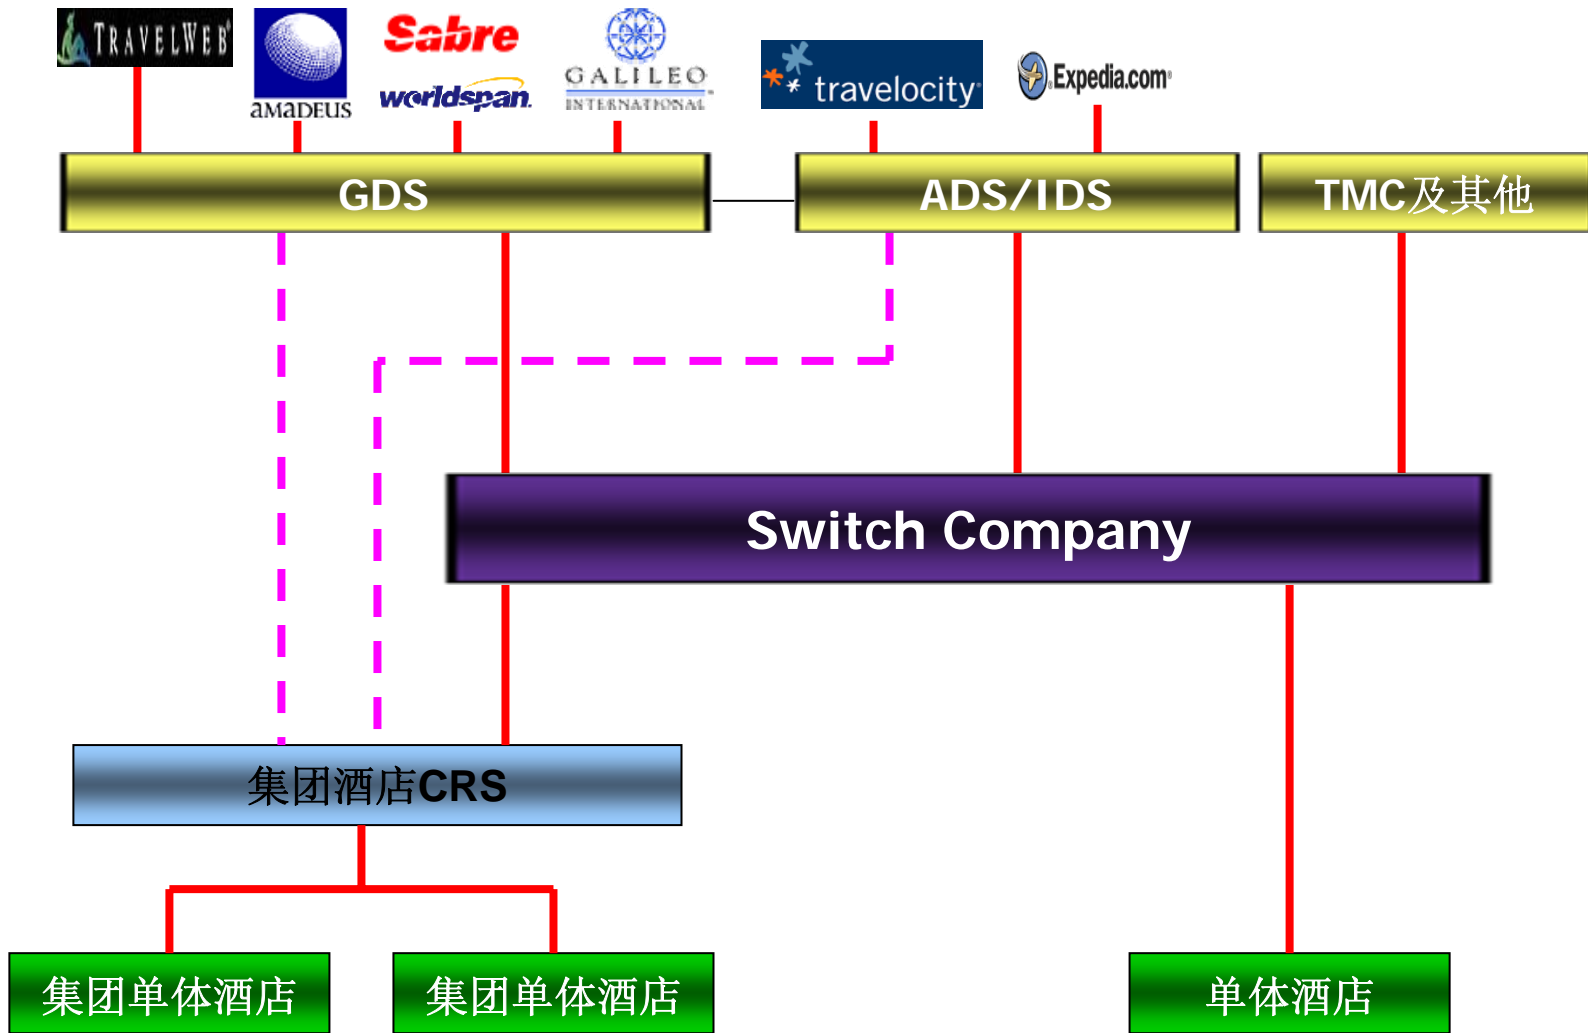 TRAVELWEB®
AMADEUS
Sabre
worldspan.
GALILEO
INTERNATIONAL
travelocity
Expedia.com®
GDS
ADS/IDS
TMC及其他
Switch Company
集团酒店CRS
集团单体酒店
集团单体酒店
单体酒店